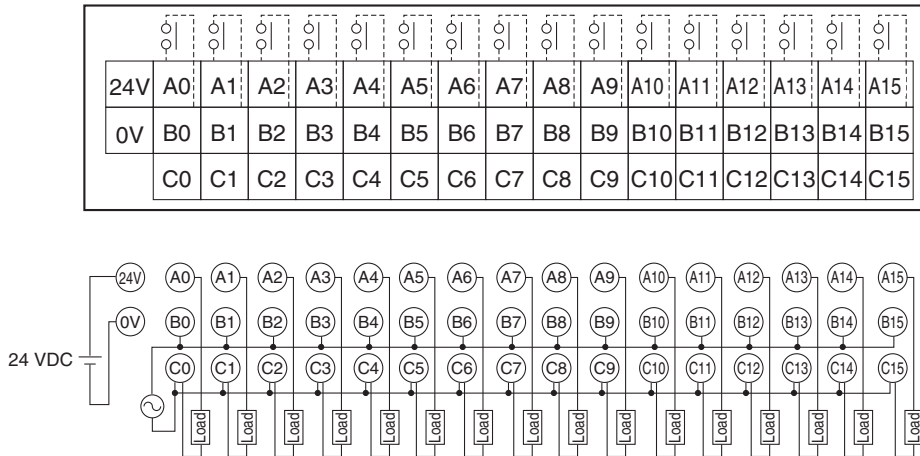 24V A0 A1 A2 A3 A4 A5 A6 A7 A8 A9 A10 A11 A12 A13 A14 A15
0V B0 B1 B2 B3 B4 B5 B6 B7 B8 B9 B10 B11 B12 B13 B14 B15
C0 C1 C2 C3 C4 C5 C6 C7 C8 C9 C10 C11 C12 C13 C14 C15
24V A0 A1 A2 A3 A4 A5 A6 A7 A8 A9 A10 A11 A12 A13 A14 A15
0V B0 B1 B2 B3 B4 B5 B6 B7 B8 B9 B10 B11 B12 B13 B14 B15
24 VDC C0 C1 C2 C3 C4 C5 C6 C7 C8 C9 C10 C11 C12 C13 C14 C15
Load Load Load Load Load Load Load Load Load Load Load Load Load Load Load Load